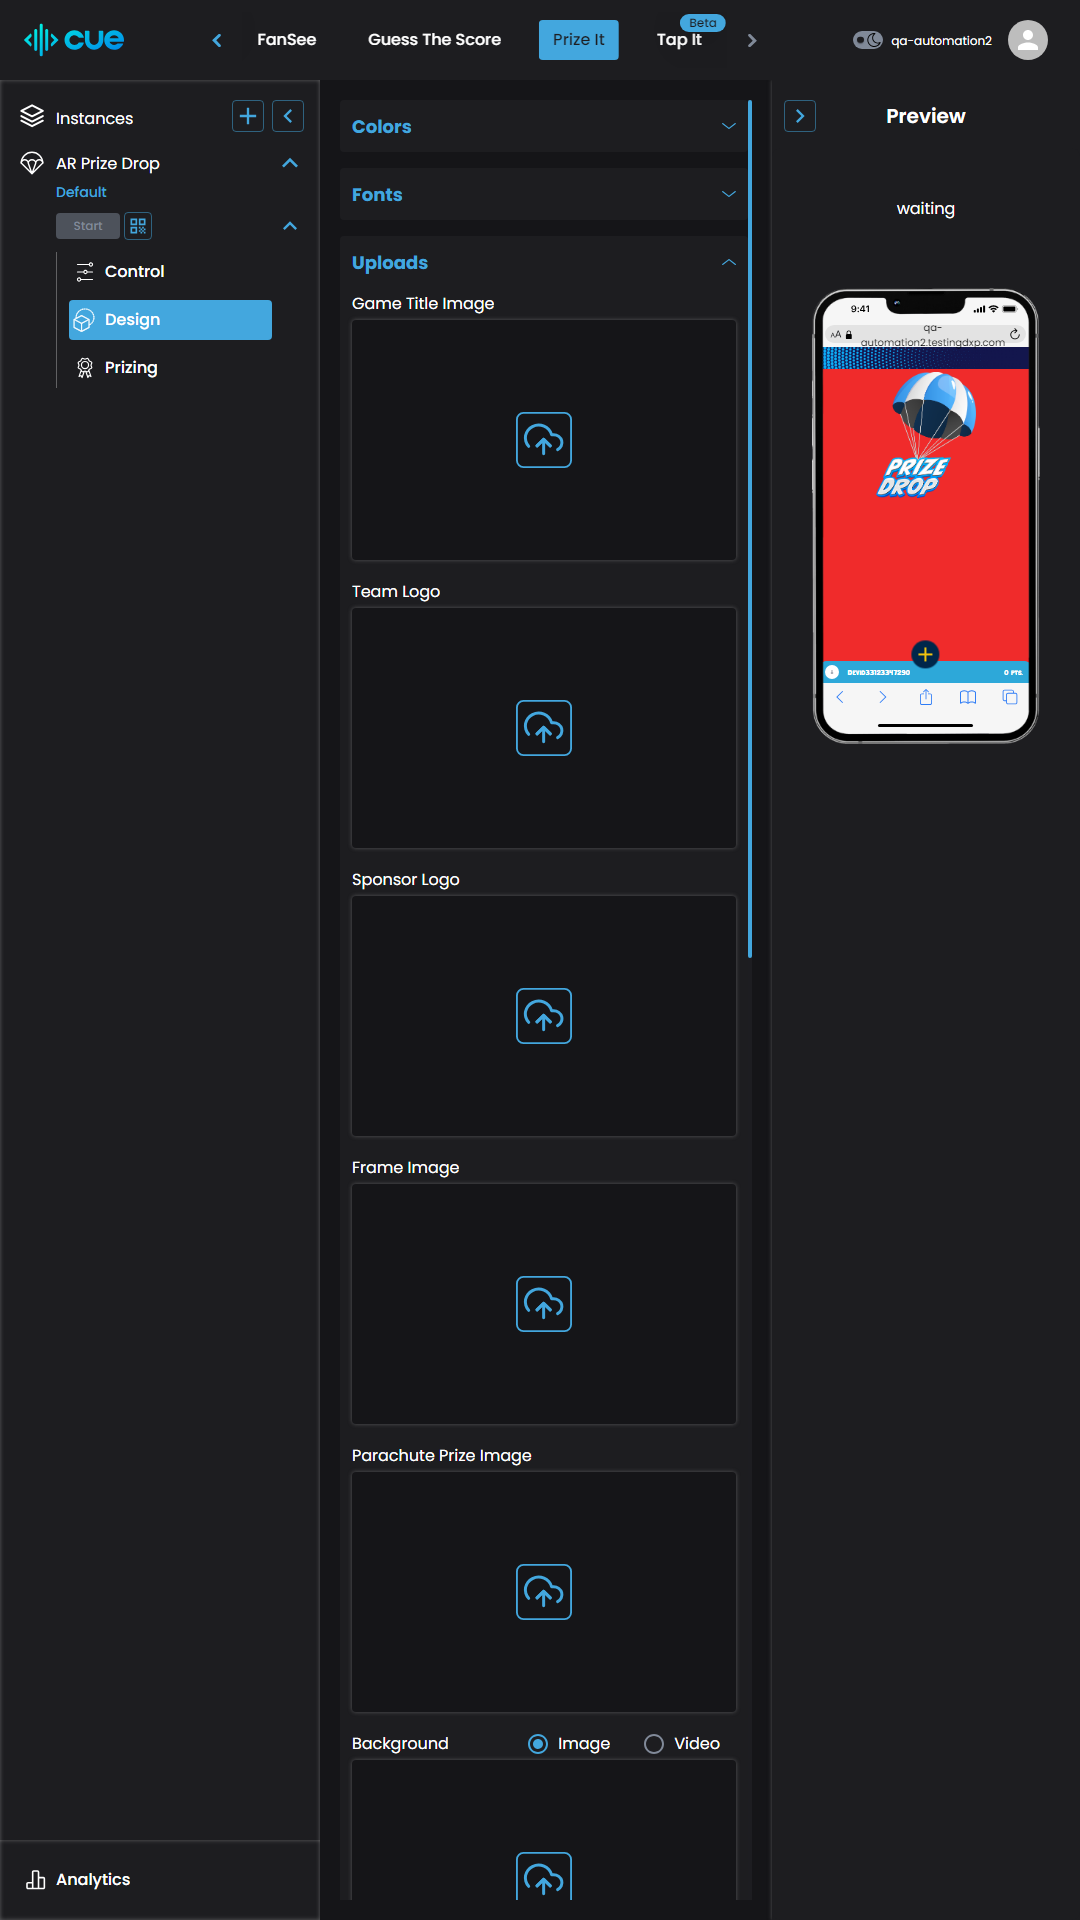 cue
FanSee
Guess The Score
Prize It
Tap It
Beta
qa-automation2
Instances
AR Prize Drop
Default
Start
Control
Design
Prizing
Analytics
Colors
Fonts
Uploads
Game Title Image
Team Logo
Sponsor Logo
Frame Image
Parachute Prize Image
Background
Image
Video
Preview
waiting
9:41
AA
qa-
automation2.testingdxp.com
PRIZE
DROP
0 PTS.